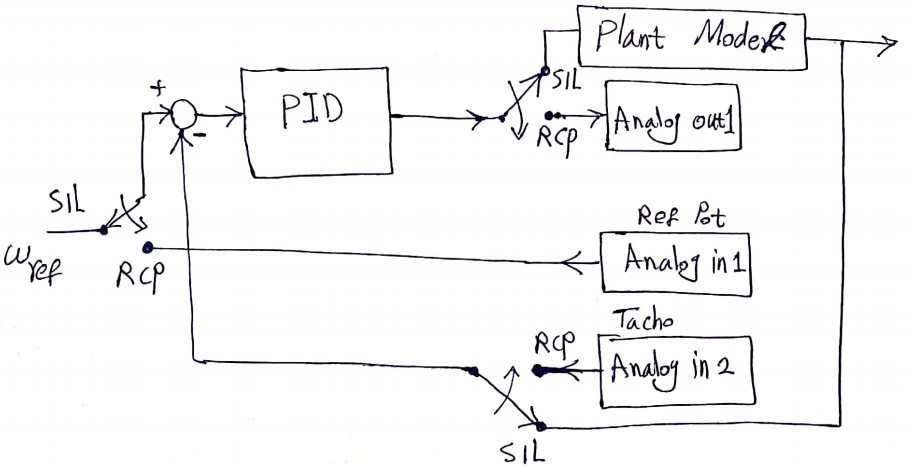 Plant Model
+
PID
SIL
Analog out1
RCP
-
SIL
Ref Pot
ωref
Analog in1
RCP
Tacho
RCP
Analog in 2
SIL